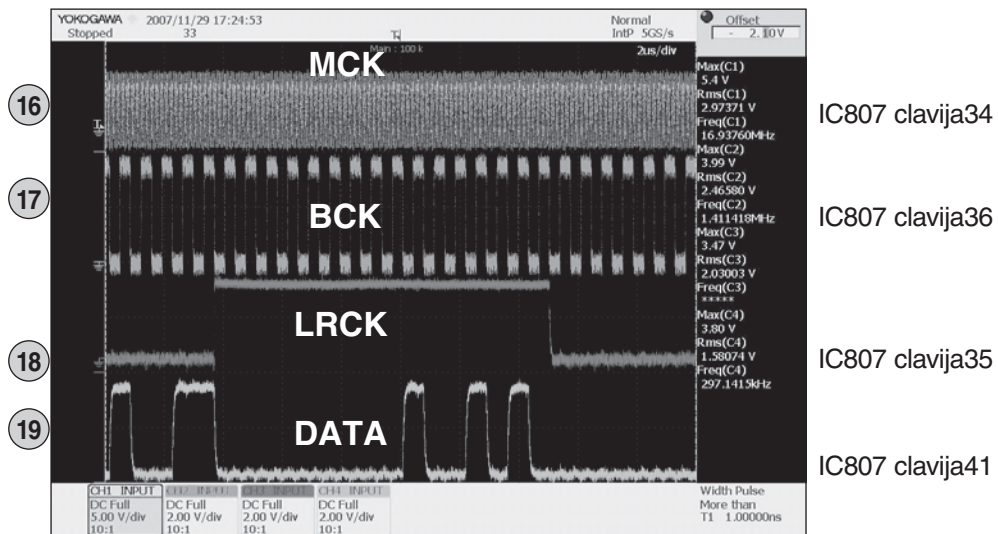 YOKOGAWA 2007/11/29 17:24:53
Normal
Stopped 33
IntP 5GS/s
Offset
- 2.10V
Main : 100 k
2us/div
MCK
16
IC807 clavija34
17
BCK
IC807 clavija36
LRCK
18
IC807 clavija35
19
DATA
IC807 clavija41
Max(C1)
5.4 V
Rms(C1)
2.97371 V
Freq(C1)
16.93760MHz
Max(C2)
3.99 V
Rms(C2)
2.46580 V
Freq(C2)
1.411418MHz
Max(C3)
3.47 V
Rms(C3)
2.03003 V
Freq(C3)
*****
Max(C4)
3.80 V
Rms(C4)
1.58074 V
Freq(C4)
297.1415kHz
CH1 INPUT CH2 INPUT CH3 INPUT CH4 INPUT
DC Full DC Full DC Full DC Full
5.00 V/div 2.00 V/div 2.00 V/div 2.00 V/div
10:1 10:1 10:1 10:1
Width Pulse
More than
T1 1.00000ns